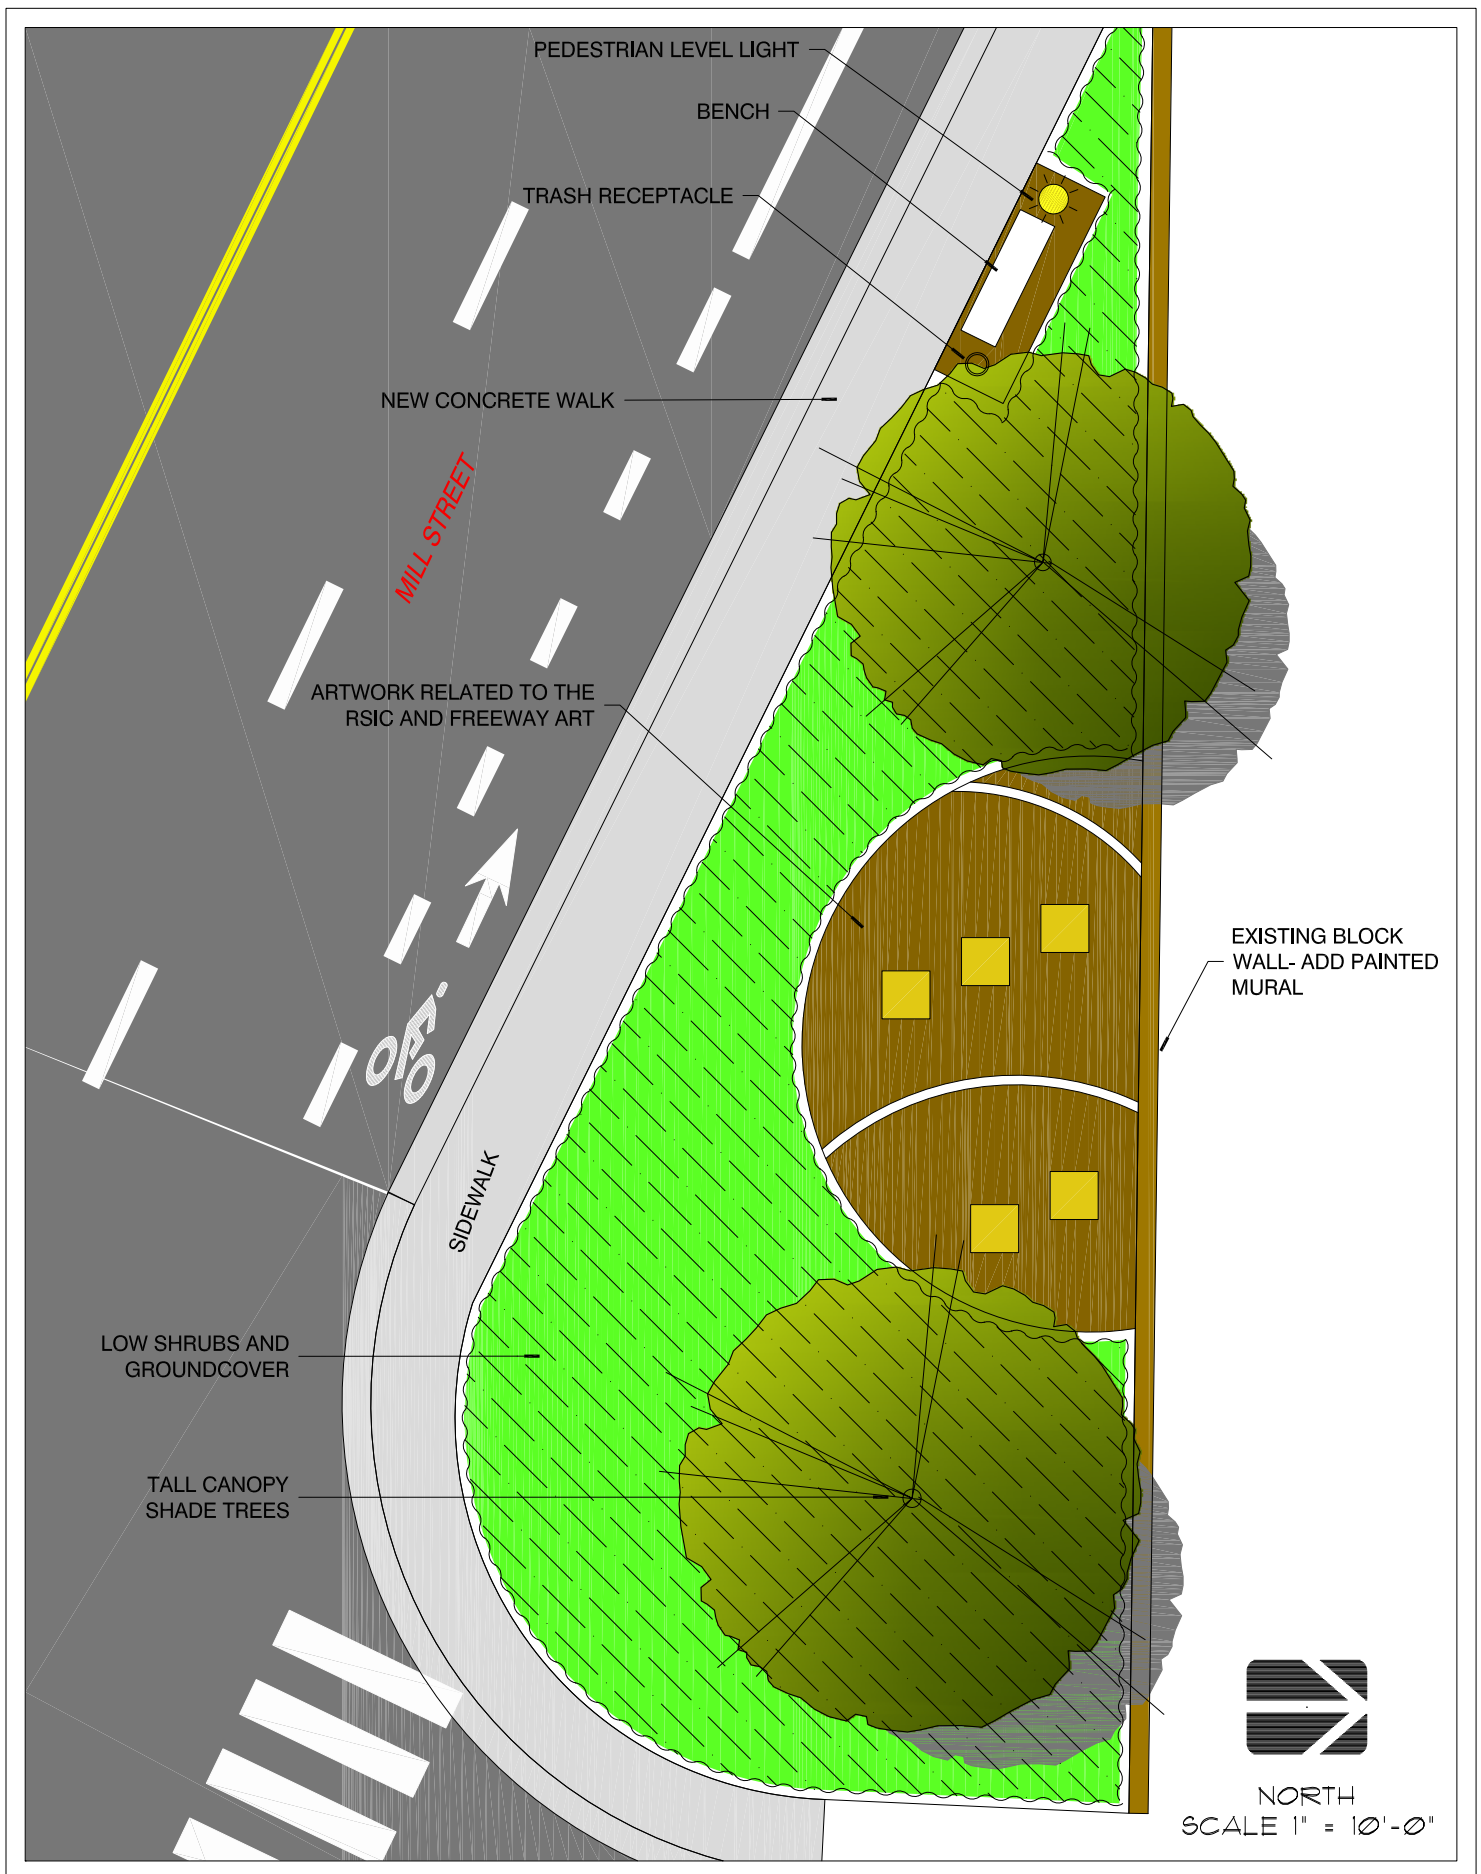 PEDESTRIAN LEVEL LIGHT
BENCH
TRASH RECEPTACLE
NEW CONCRETE WALK
MILL STREET
ARTWORK RELATED TO THE
RSIC AND FREEWAY ART
EXISTING BLOCK
WALL- ADD PAINTED
MURAL
SIDEWALK
LOW SHRUBS AND
GROUNDCOVER
TALL CANOPY
SHADE TREES
NORTH
SCALE 1" = 10'-0"